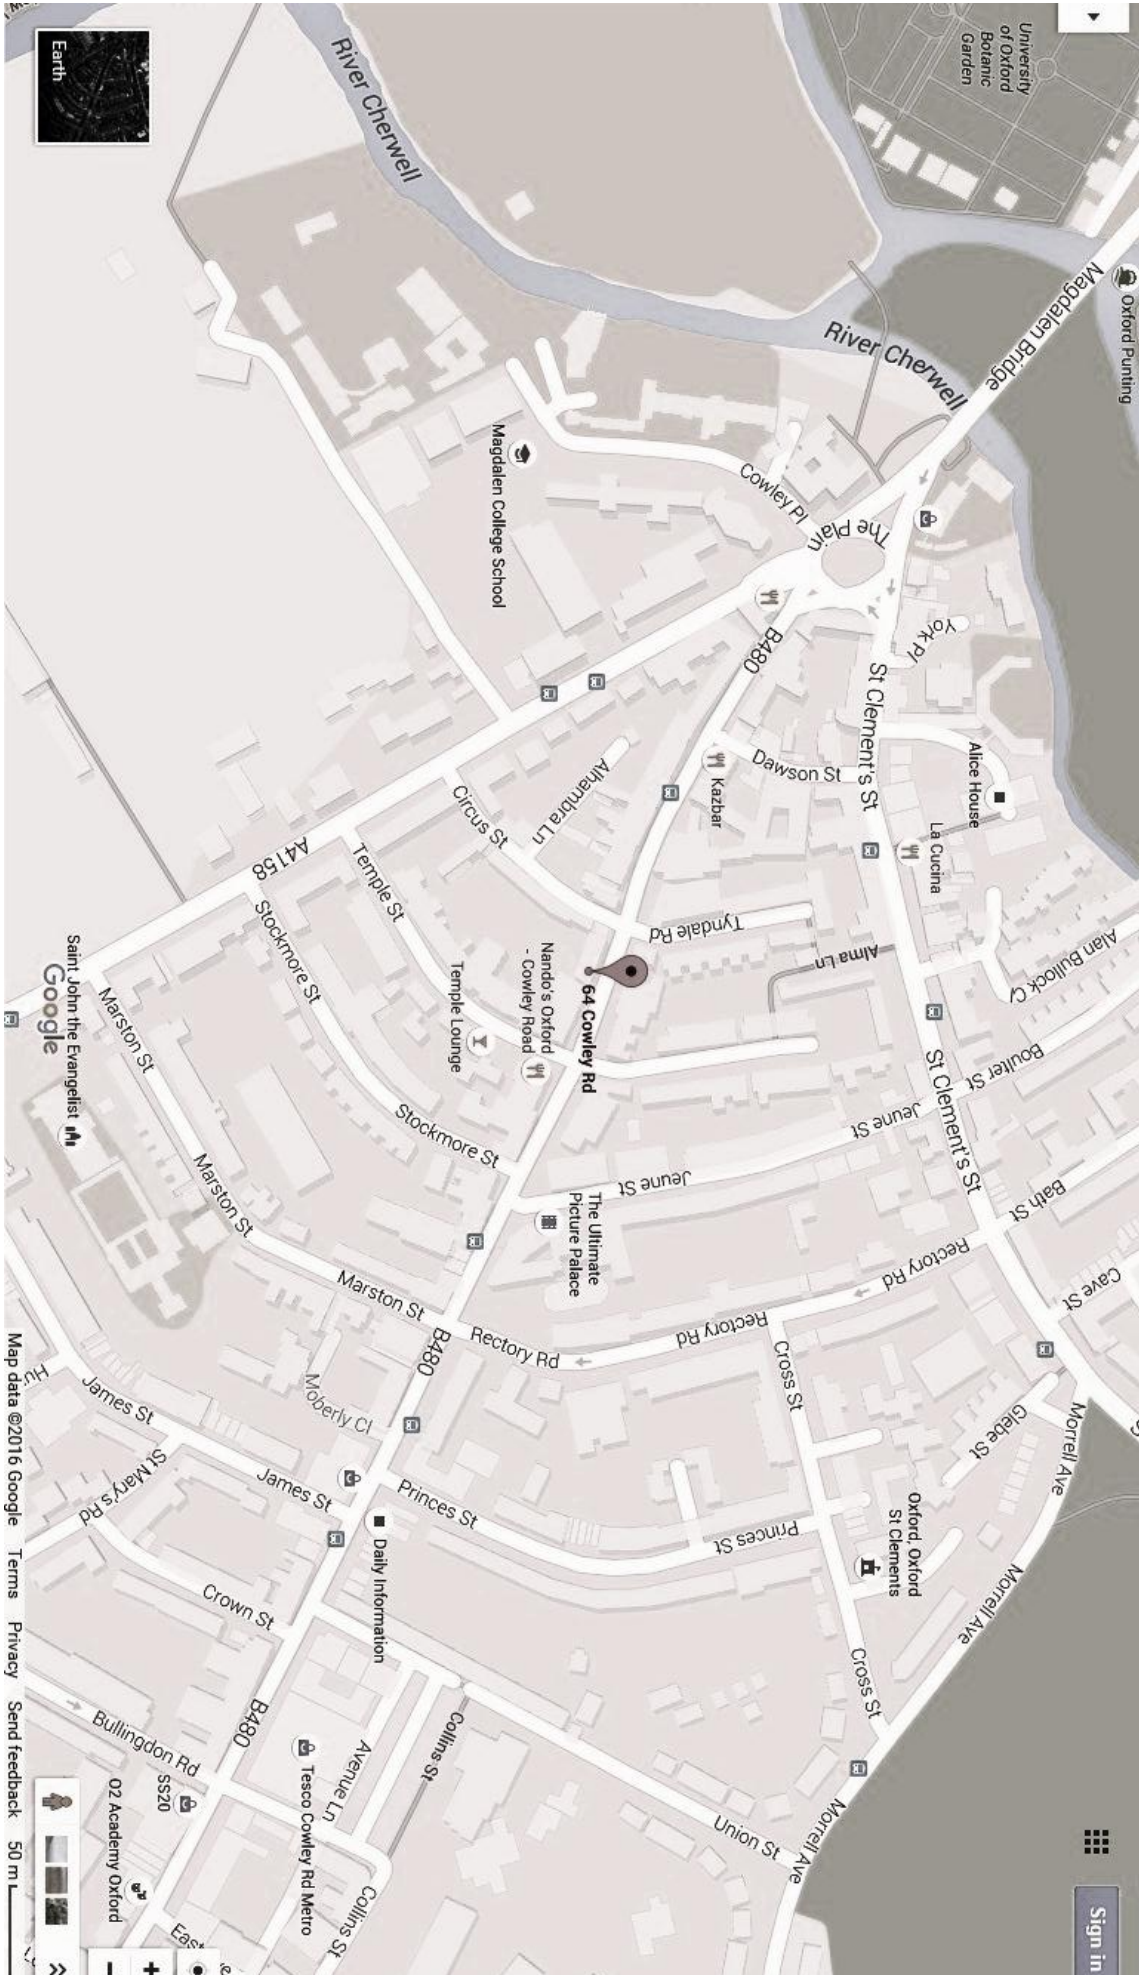 University
of Oxford
Botanic
Garden
Earth
River Cherwell
Oxford Punting
Magdalen Bridge
River Cherwell
Magdalen College School
Cowley Pl
The Plain
York Pl
B480
St Clement's St
Alice House
La Cucina
Dawson St
Kazbar
Alhambra Ln
Circus St
A4158
Temple St
Stockmore St
Tyndale Rd
Alma Ln
Alan Bullock Cl
64 Cowley Rd
Nando's Oxford
- Cowley Road
Temple Lounge
Saint John the Evangelist
Google
Marston St
Stockmore St
Jeune St
Boulter St
St Clement's St
Jeune St
Bath St
The Ultimate
Picture Palace
Marston St
Marston St
Rectory Rd
Rectory Rd
Rectory Rd
Cave St
B480
Cross St
Glebe St
Morrell Ave
Moberly Cl
James St
St Mary's Rd
James St
Princes St
Princes St
Oxford, Oxford
St Clements
Daily Information
Morrell Ave
Crown St
Cross St
B480
Bullingdon Rd
SS20
O2 Academy Oxford
Tesco Cowley Rd Metro
Avenue Ln
Collins St
Collins St
Union St
Morrell Ave
Sign in
Map data ©2016 Google
Terms
Privacy
Send feedback
50 m